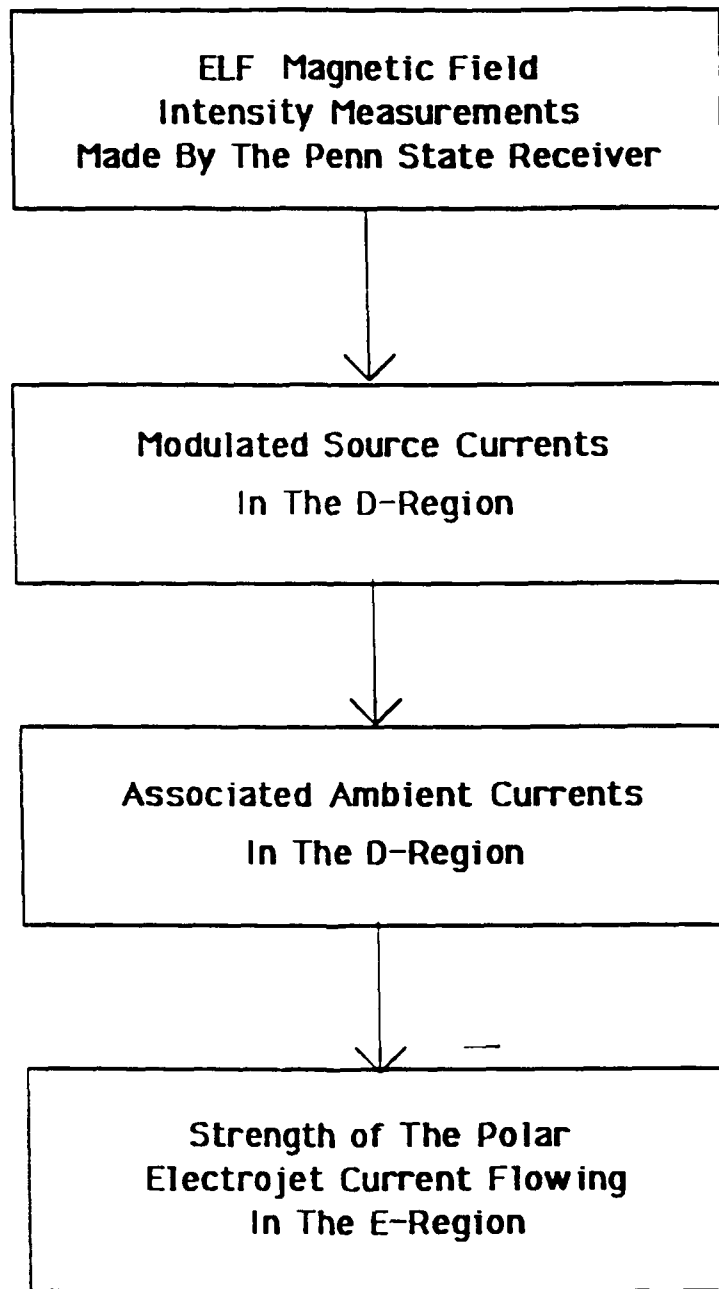 ELF Magnetic Field
Intensity Measurements
Made By The Penn State Receiver
Modulated Source Currents
In The D-Region
Associated Ambient Currents
In The D-Region
Strength of The Polar
Electrojet Current Flowing
In The E-Region